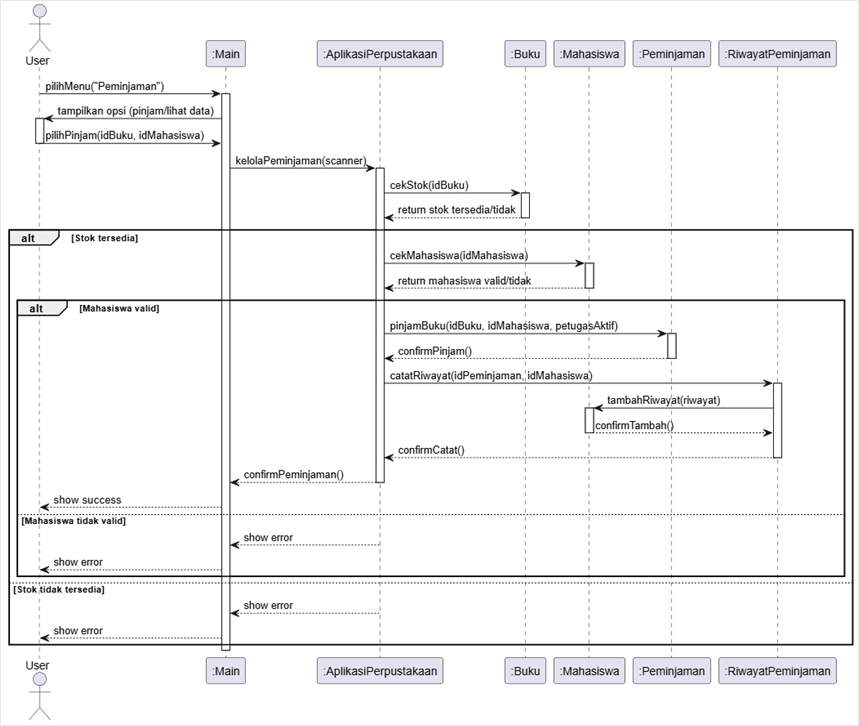 User
:Main
:AplikasiPerpustakaan
:Buku
:Mahasiswa
:Peminjaman
:RiwayatPeminjaman
pilihMenu("Peminjaman")
tampilkan opsi (pinjam/lihat data)
pilihPinjam(idBuku, idMahasiswa)
kelolaPeminjaman(scanner)
cekStok(idBuku)
return stok tersedia/tidak
alt
[Stok tersedia]
cekMahasiswa(idMahasiswa)
return mahasiswa valid/tidak
alt
[Mahasiswa valid]
pinjamBuku(idBuku, idMahasiswa, petugasAktif)
confirmPinjam()
catatRiwayat(idPeminjaman, idMahasiswa)
tambahRiwayat(riwayat)
confirmTambah()
confirmCatat()
confirmPeminjaman()
show success
[Mahasiswa tidak valid]
show error
show error
[Stok tidak tersedia]
show error
show error
User
:Main
:AplikasiPerpustakaan
:Buku
:Mahasiswa
:Peminjaman
:RiwayatPeminjaman